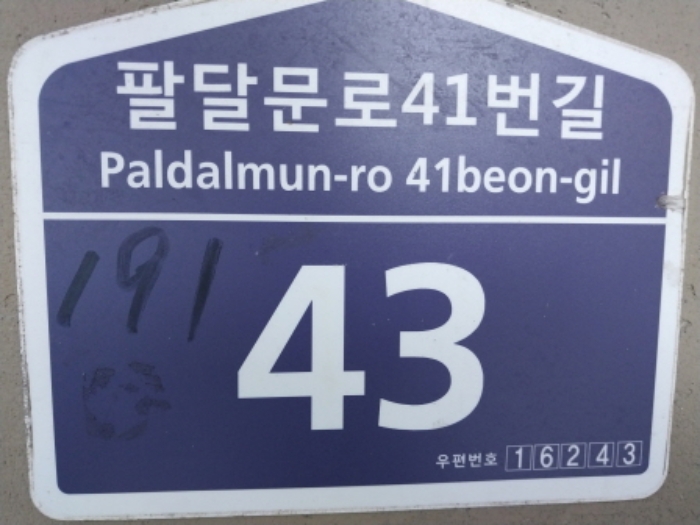 팔달문로41번길
Paldalmun-ro 41beon-gil
191
43
우편번호 16243